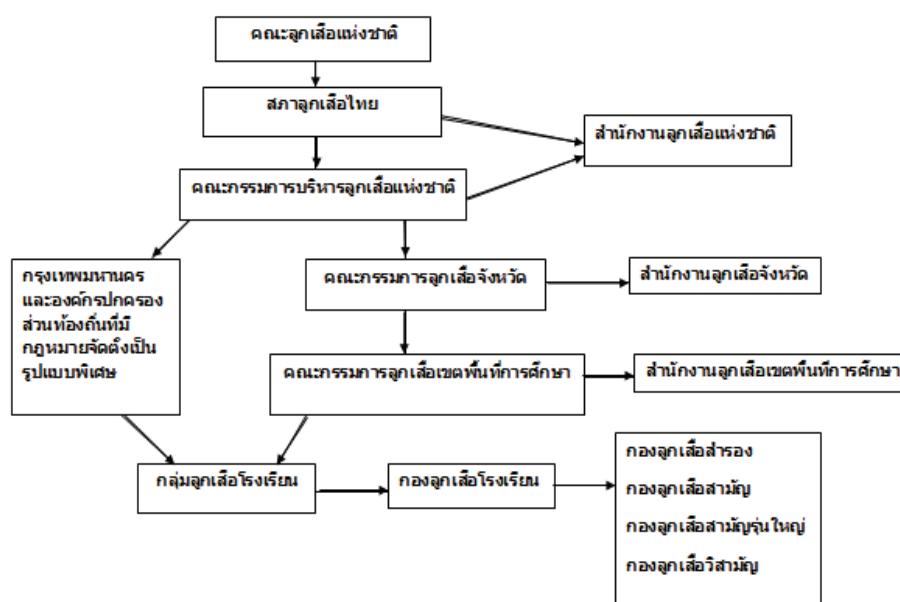 คณะลูกเสือแห่งชาติ
สภาลูกเสือไทย
สำนักงานลูกเสือแห่งชาติ
คณะกรรมการบริหารลูกเสือแห่งชาติ
กรุงเทพมหานคร
และองค์กรปกครอง
ส่วนท้องถิ่นที่มี
กฎหมายจัดตั้งเป็น
รูปแบบพิเศษ
คณะกรรมการลูกเสือจังหวัด
สำนักงานลูกเสือจังหวัด
คณะกรรมการลูกเสือเขตพื้นที่การศึกษา
สำนักงานลูกเสือเขตพื้นที่การศึกษา
กลุ่มลูกเสือโรงเรียน
กองลูกเสือโรงเรียน
กองลูกเสือสำรอง
กองลูกเสือสามัญ
กองลูกเสือสามัญรุ่นใหญ่
กองลูกเสือวิสามัญ